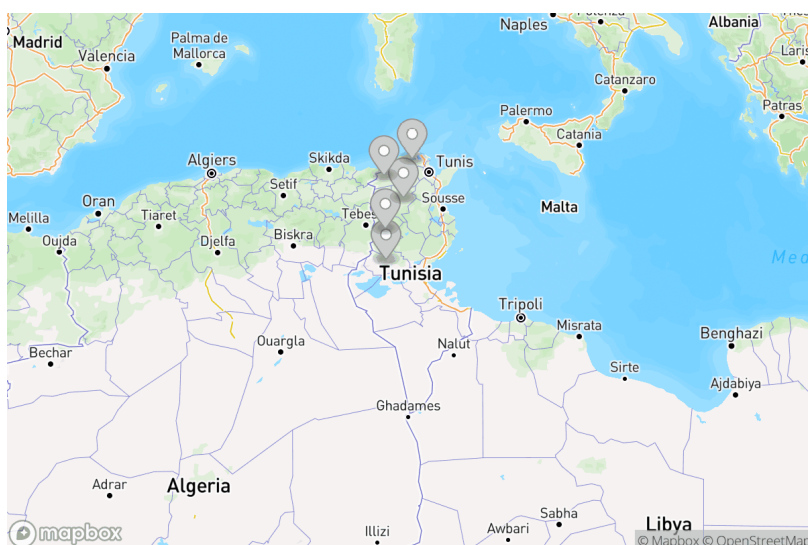 Madrid
Valencia
Palma de
Mallorca
Naples
Potenza
Albania
Catanzaro
Patras
Palermo
Catania
Algiers
Skikda
Tunis
Setif
Sousse
Malta
Oran
Melilla
Tiaret
Oujda
Djelfa
Biskra
Tunisia
Tripoli
Misrata
Benghazi
Ouargla
Nalut
Bechar
Sirte
Ajdabiya
Ghadames
Adrar
Algeria
Illizi
Awbari
Sabha
Libya
mapbox
© Mapbox © OpenStreetMap